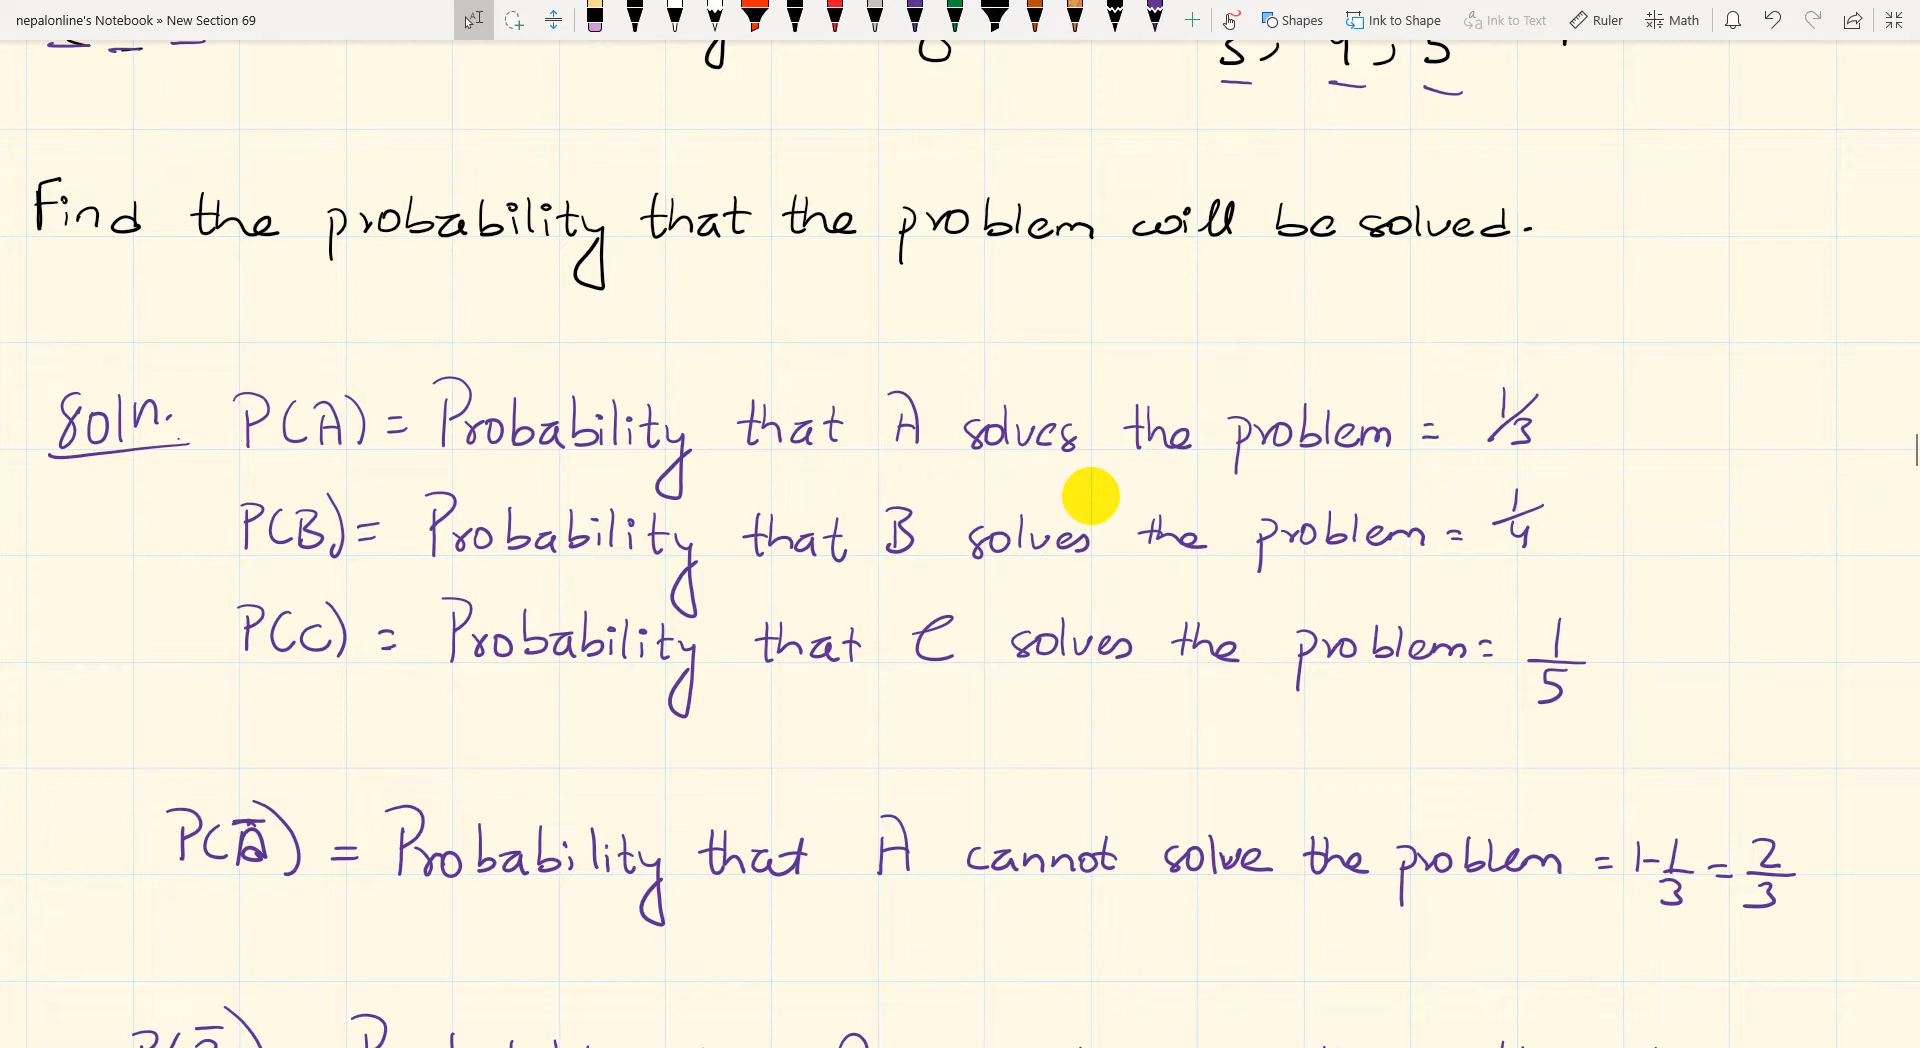 nepalonline's Notebook » New Section 69
Shapes Ink to Shape Ink to Text Ruler Math
Find the probability that the problem will be solved.
Soln. P(A) = Probability that A solves the problem = 1/3
P(B) = Probability that B solves the problem = 1/4
P(C) = Probability that C solves the problem = 1/5
P(A̅) = Probability that A cannot solve the problem = 1-1/3 = 2/3